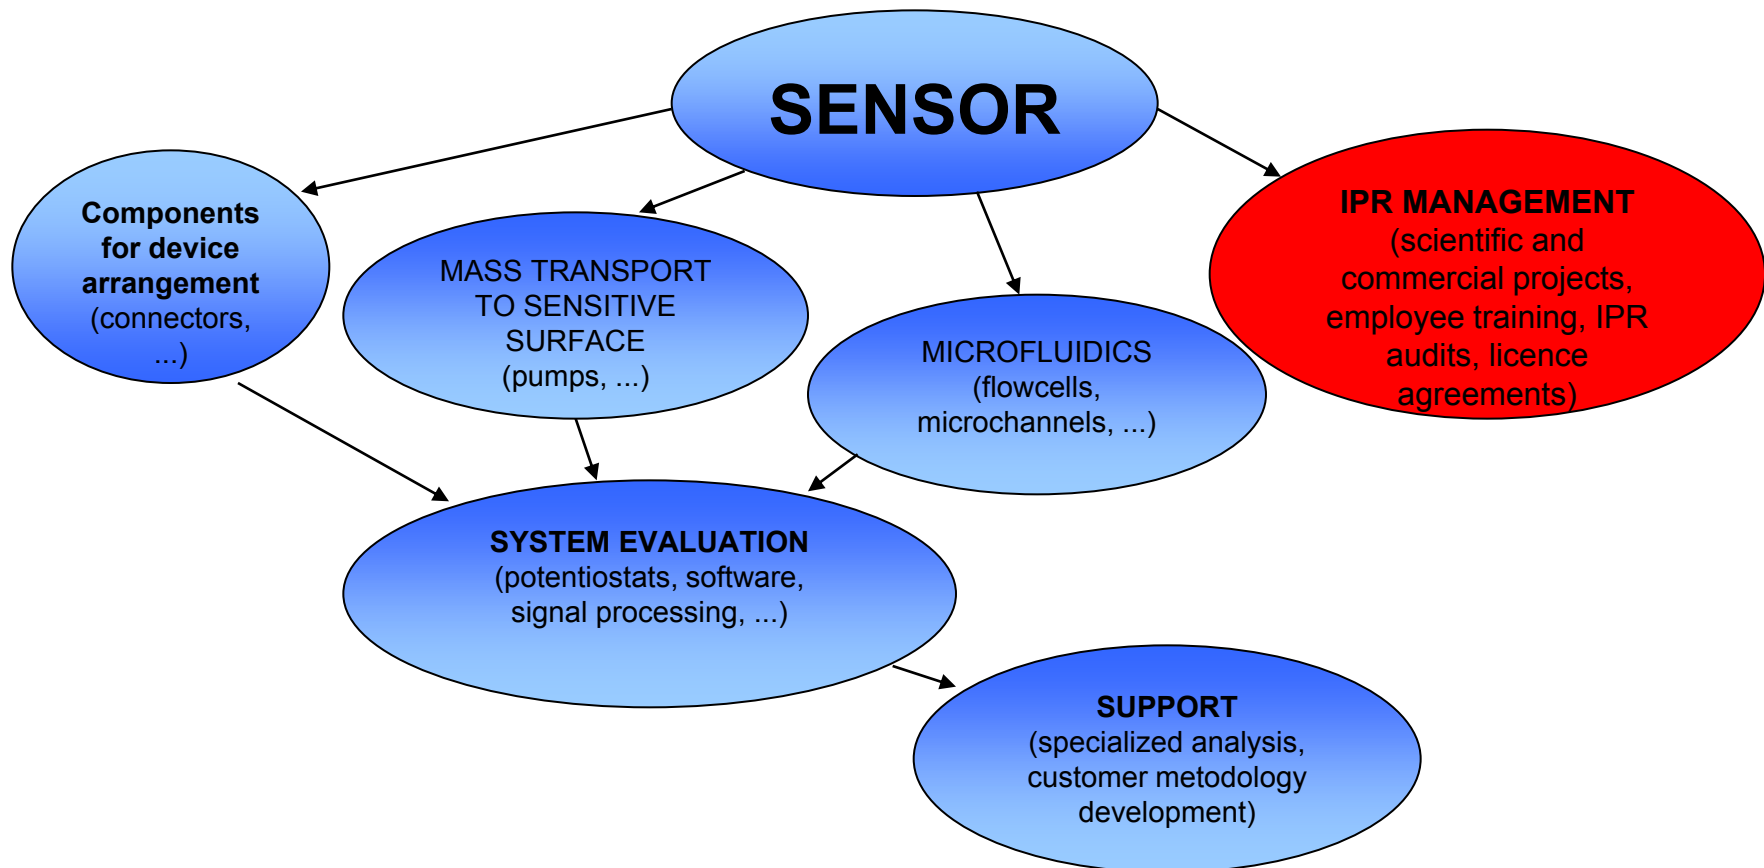 SENSOR
Components
for device
arrangement
(connectors,
...)
MASS TRANSPORT
TO SENSITIVE
SURFACE
(pumps, ...)
MICROFLUIDICS
(flowcells,
microchannels, ...)
IPR MANAGEMENT
(scientific and
commercial projects,
employee training, IPR
audits, licence
agreements)
SYSTEM EVALUATION
(potentiostats, software,
signal processing, ...)
SUPPORT
(specialized analysis,
customer metodology
development)